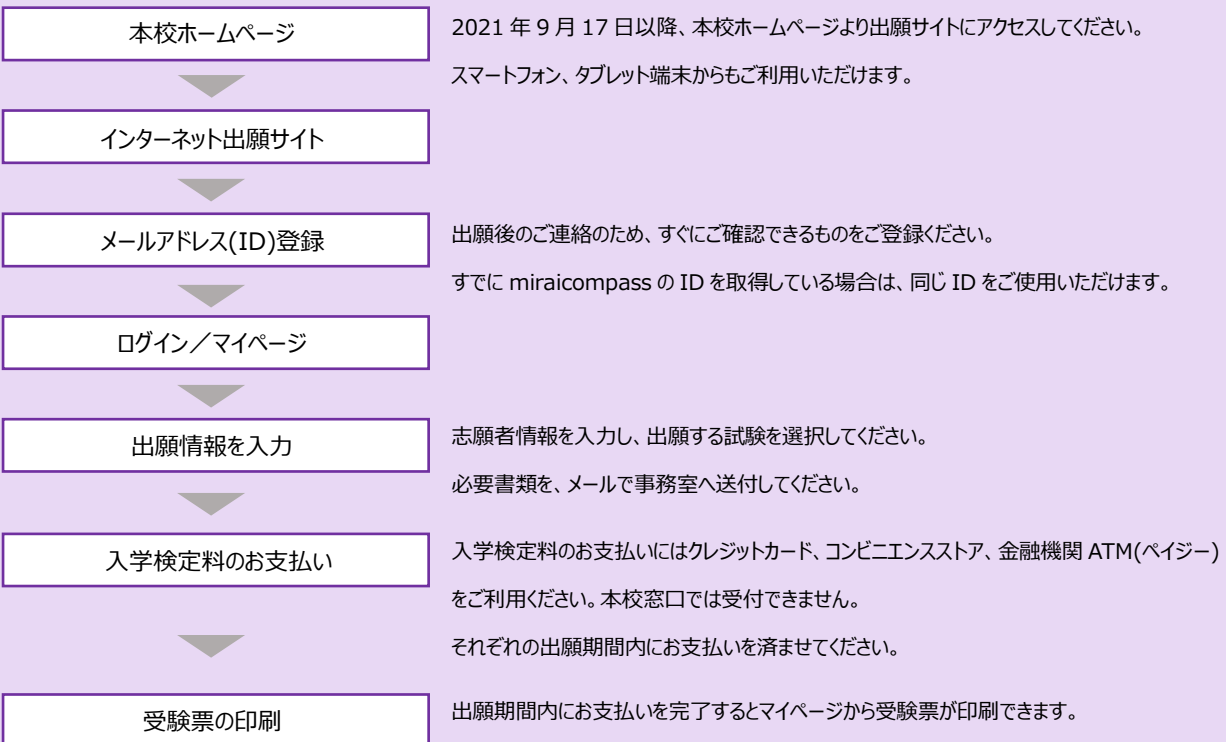 本校ホームページ
2021 年 9 月 17 日以降、本校ホームページより出願サイトにアクセスしてください。
スマートフォン、タブレット端末からもご利用いただけます。
インターネット出願サイト
メールアドレス(ID)登録
出願後のご連絡のため、すぐにご確認できるものをご登録ください。
すでに miraicompass の ID を取得している場合は、同じ ID をご使用いただけます。
ログイン／マイページ
出願情報を入力
志願者情報を入力し、出願する試験を選択してください。
必要書類を、メールで事務室へ送付してください。
入学検定料のお支払い
入学検定料のお支払いにはクレジットカード、コンビニエンスストア、金融機関 ATM(ペイジー)
をご利用ください。本校窓口では受付できません。
それぞれの出願期間内にお支払いを済ませてください。
受験票の印刷
出願期間内にお支払いを完了するとマイページから受験票が印刷できます。